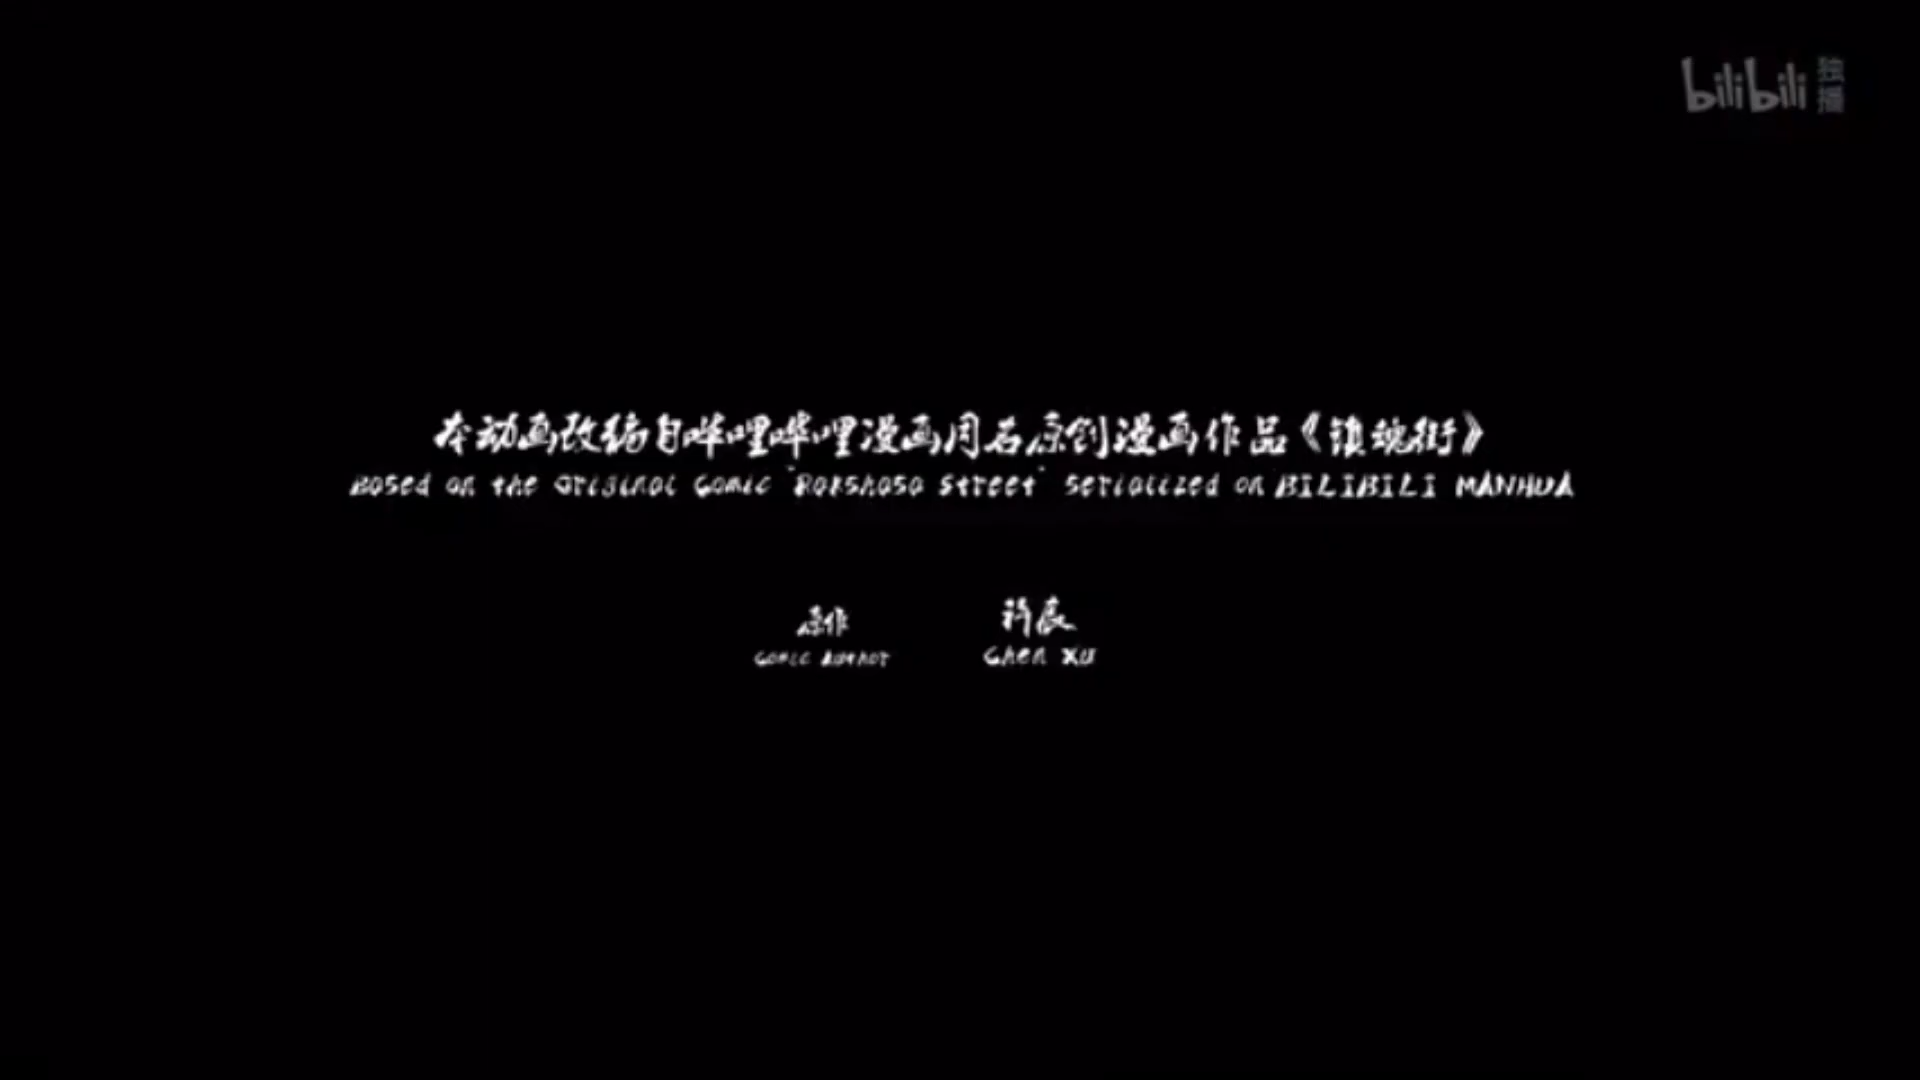 bilibili 独播
本动画改编自哔哩哔哩漫画同名原创漫画作品《镇魂街》
Based on the Original Comic "Rakshasa Street" Serialized on BILIBILI MANHUA
原作 许辰
Comic Author Chen Xu